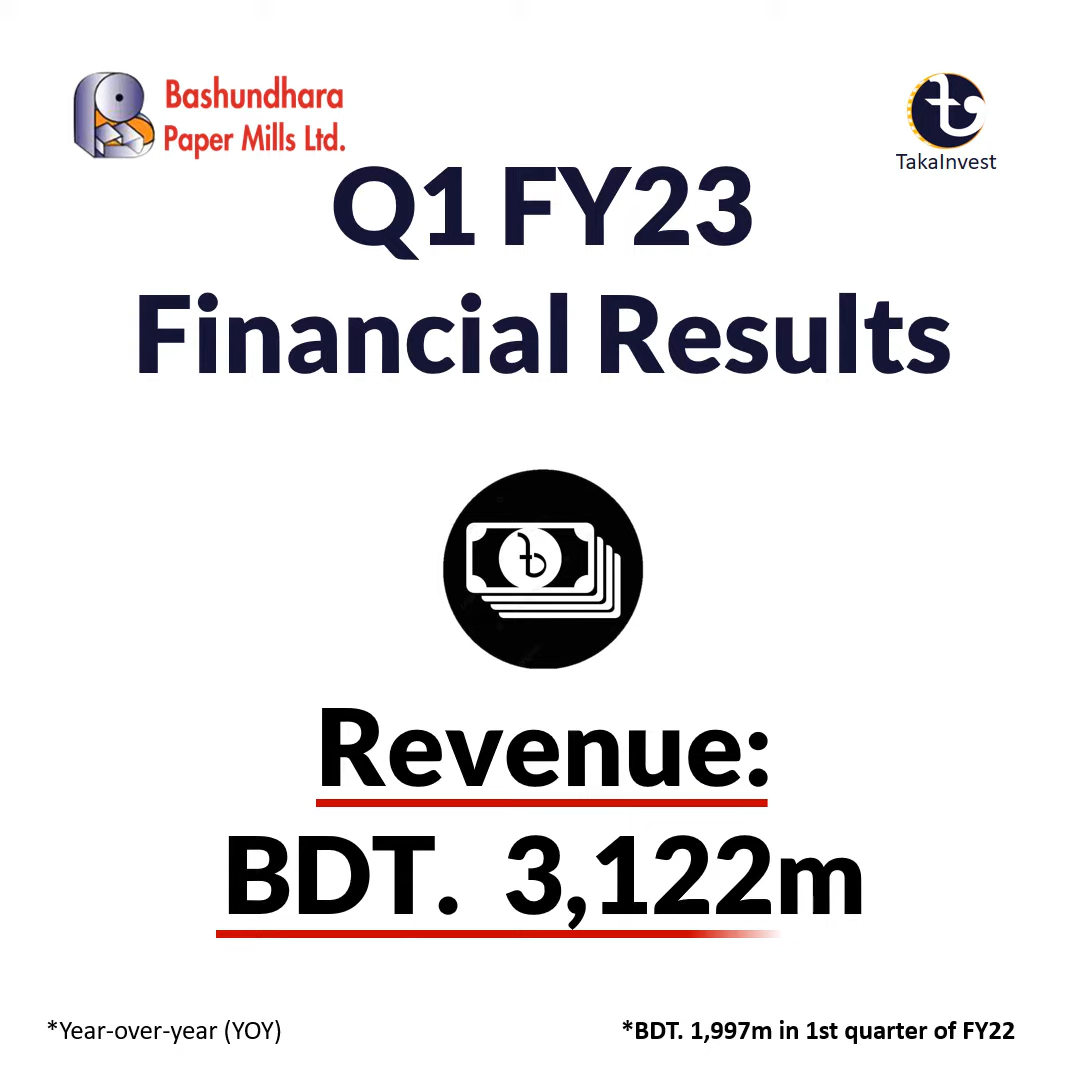 Bashundhara
Paper Mills Ltd.
TakaInvest
Q1 FY23
Financial Results
Revenue:
BDT. 3,122m
*Year-over-year (YOY)
*BDT. 1,997m in 1st quarter of FY22